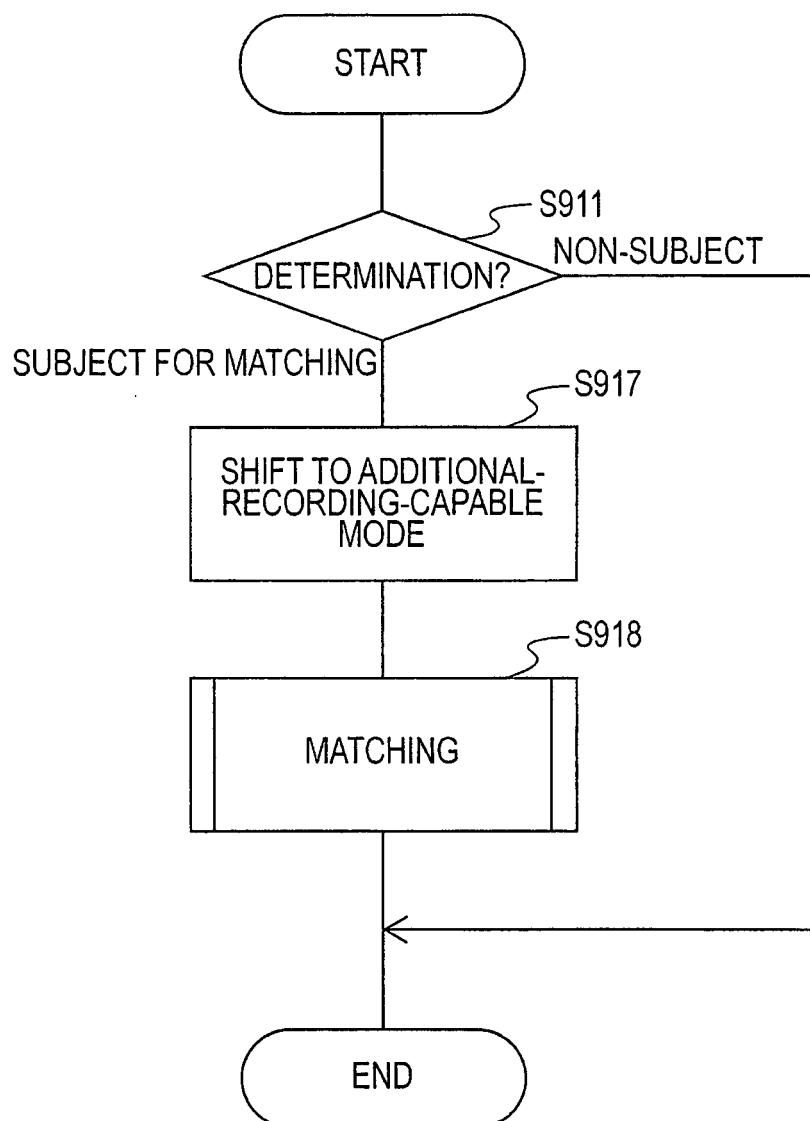 START
S911
DETERMINATION?
NON-SUBJECT
SUBJECT FOR MATCHING
S917
SHIFT TO ADDITIONAL-
RECORDING-CAPABLE
MODE
S918
MATCHING
END